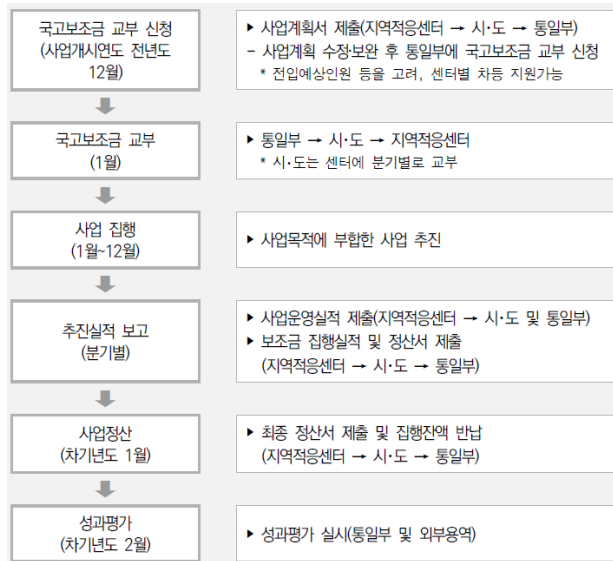 국고보조금 교부 신청
(사업개시연도 전년도
12월)
▶ 사업계획서 제출(지역적응센터 → 시·도 → 통일부)
– 사업계획 수정·보완 후 통일부에 국고보조금 교부 신청
* 전입예상인원 등을 고려, 센터별 차등 지원가능
국고보조금 교부
(1월)
▶ 통일부 → 시·도 → 지역적응센터
* 시·도는 센터에 분기별로 교부
사업 집행
(1월~12월)
▶ 사업목적에 부합한 사업 추진
추진실적 보고
(분기별)
▶ 사업운영실적 제출(지역적응센터 → 시·도 및 통일부)
▶ 보조금 집행실적 및 정산서 제출
(지역적응센터 → 시·도 → 통일부)
사업정산
(차기년도 1월)
▶ 최종 정산서 제출 및 집행잔액 반납
(지역적응센터 → 시·도 → 통일부)
성과평가
(차기년도 2월)
▶ 성과평가 실시(통일부 및 외부용역)